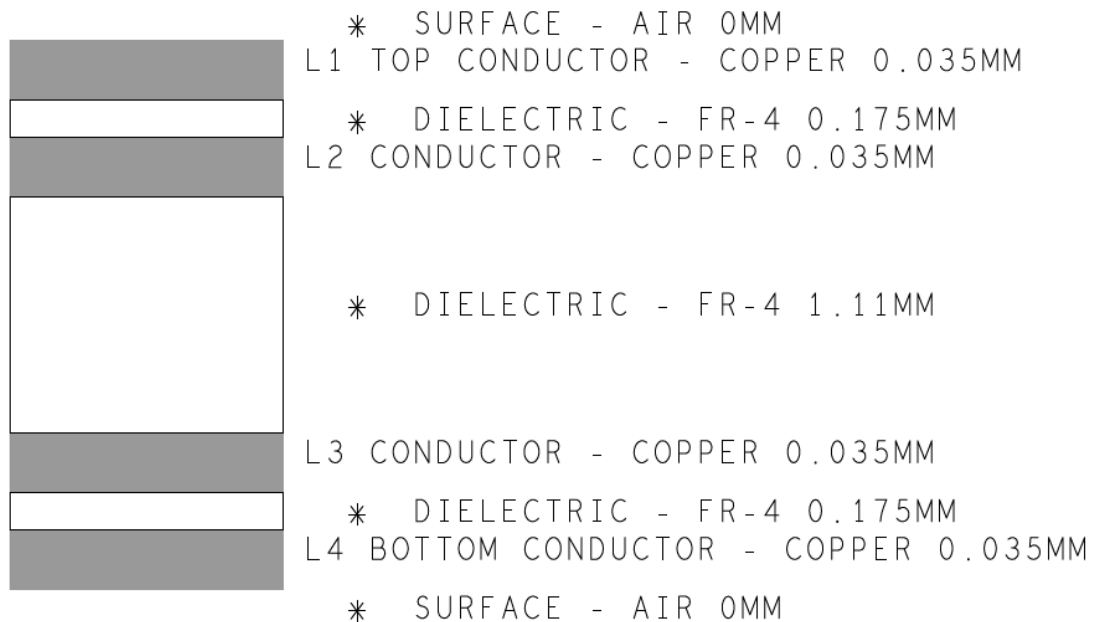 * SURFACE - AIR 0MM
L1 TOP CONDUCTOR - COPPER 0.035MM
* DIELECTRIC - FR-4 0.175MM
L2 CONDUCTOR - COPPER 0.035MM
* DIELECTRIC - FR-4 1.11MM
L3 CONDUCTOR - COPPER 0.035MM
* DIELECTRIC - FR-4 0.175MM
L4 BOTTOM CONDUCTOR - COPPER 0.035MM
* SURFACE - AIR 0MM